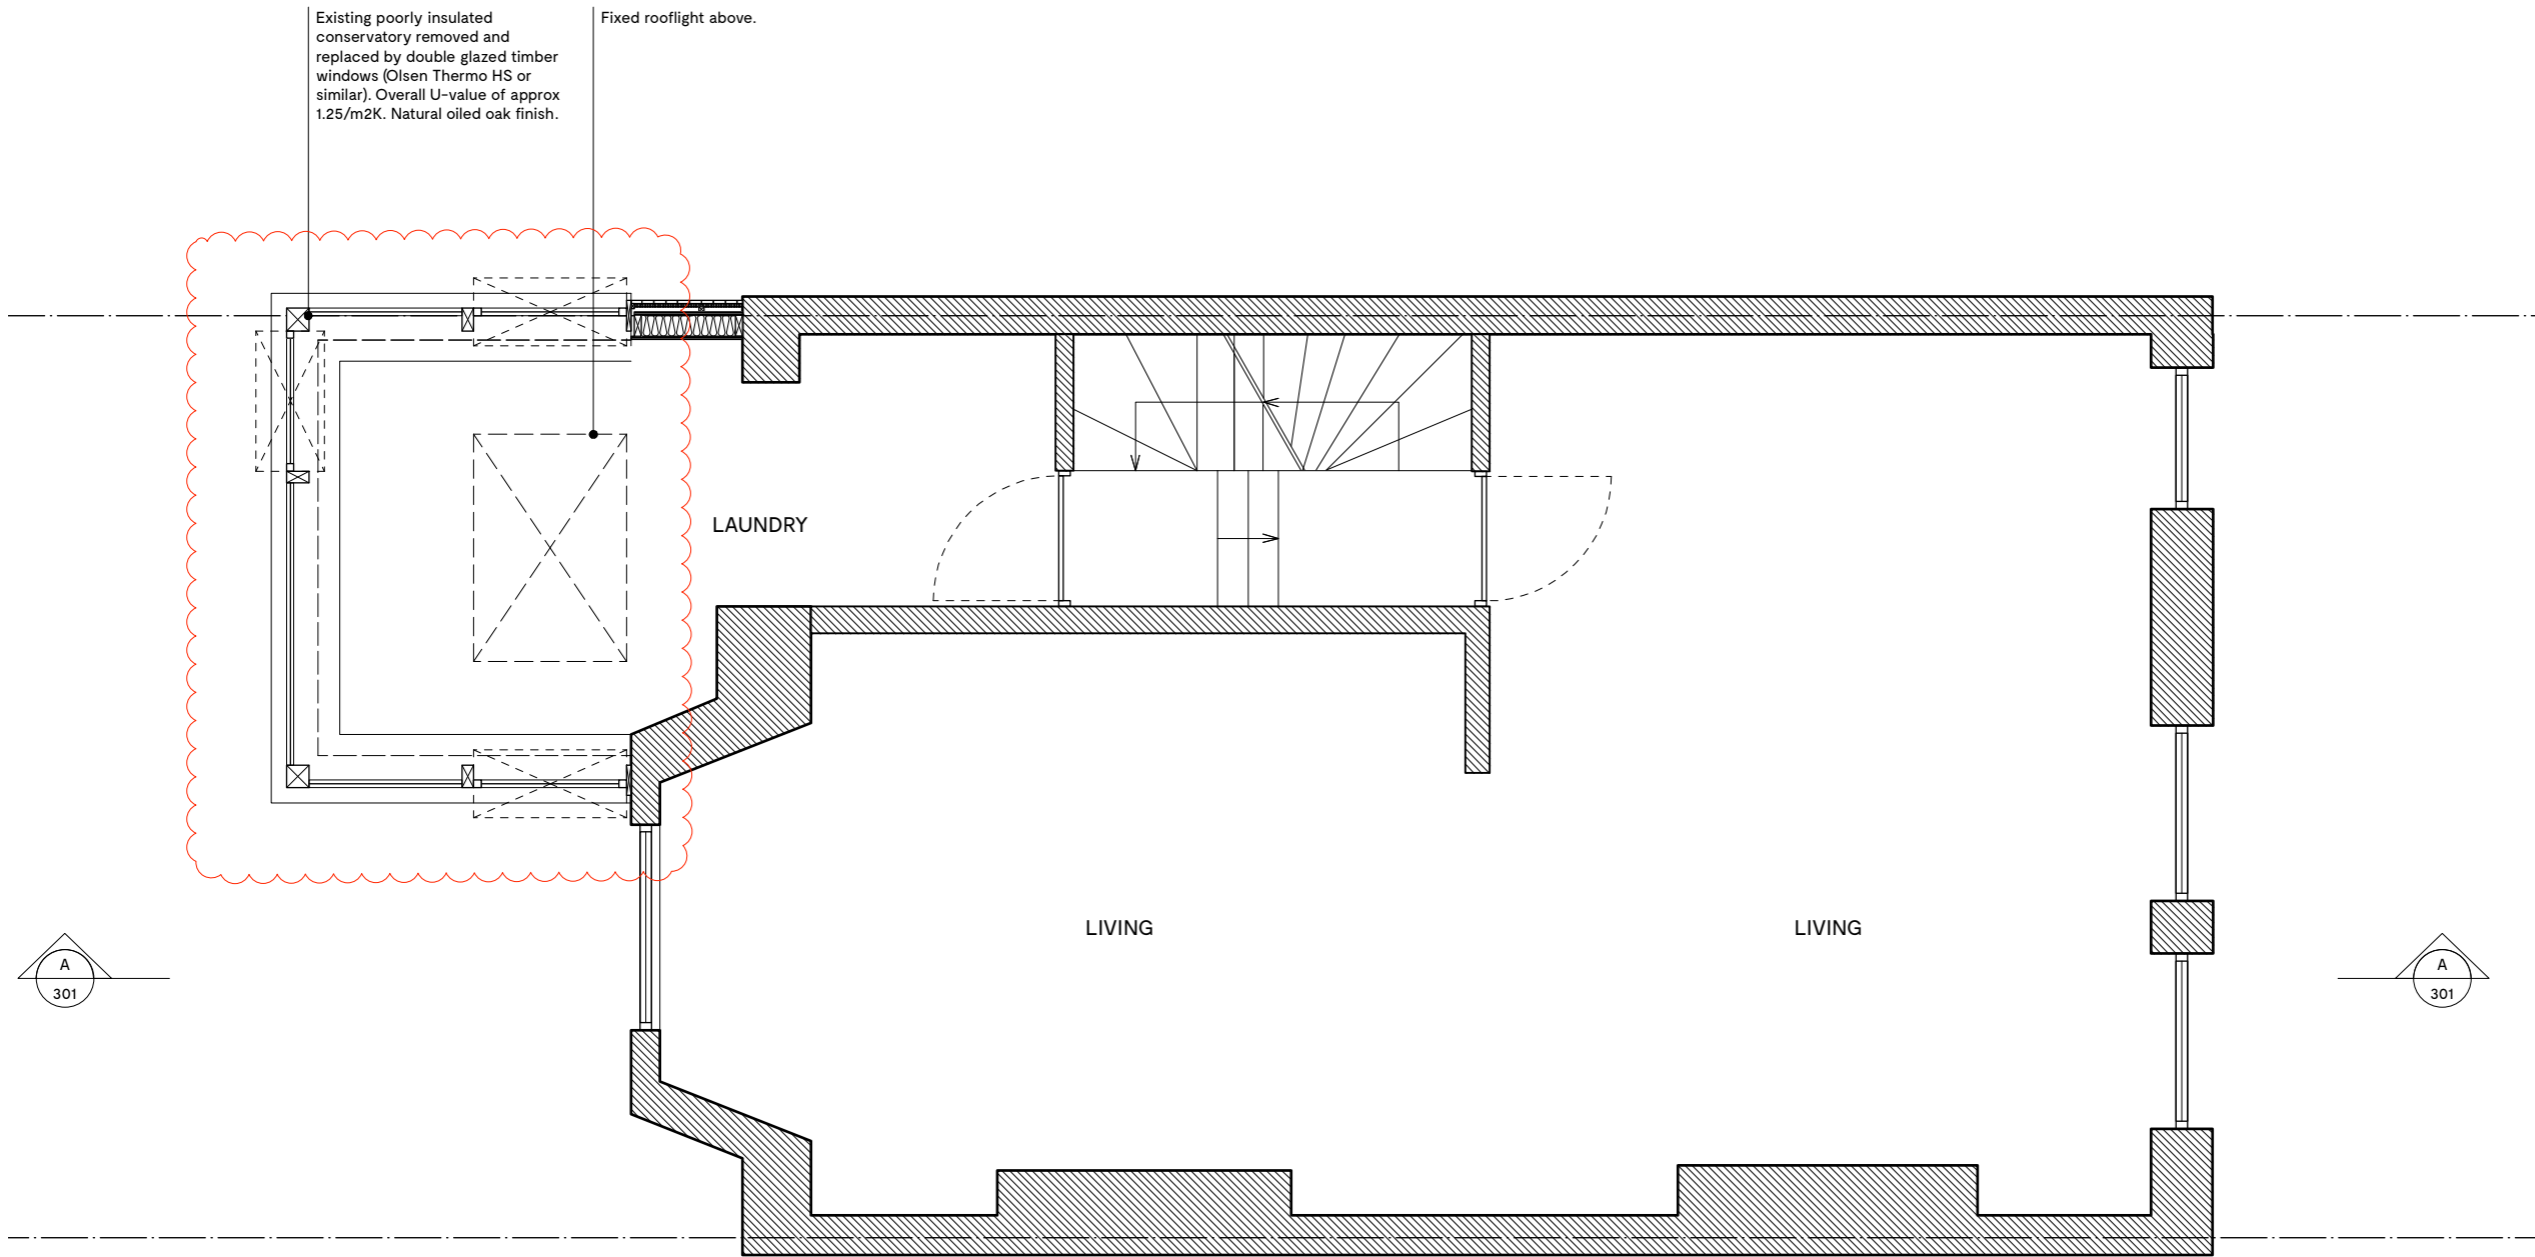 Existing poorly insulated
conservatory removed and
replaced by double glazed timber
windows (Olsen Thermo HS or
similar). Overall U-value of approx
1.25/m2K. Natural oiled oak finish.
Fixed rooflight above.
LAUNDRY
LIVING
LIVING
A
301
A
301